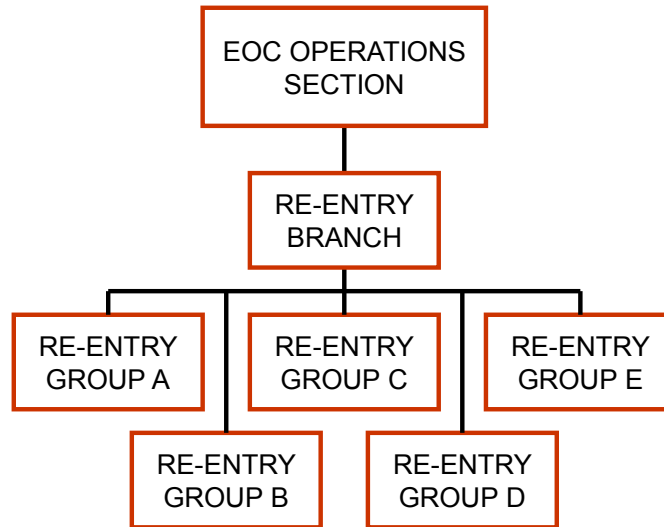 EOC OPERATIONS
SECTION
RE-ENTRY
BRANCH
RE-ENTRY
GROUP A
RE-ENTRY
GROUP C
RE-ENTRY
GROUP E
RE-ENTRY
GROUP B
RE-ENTRY
GROUP D